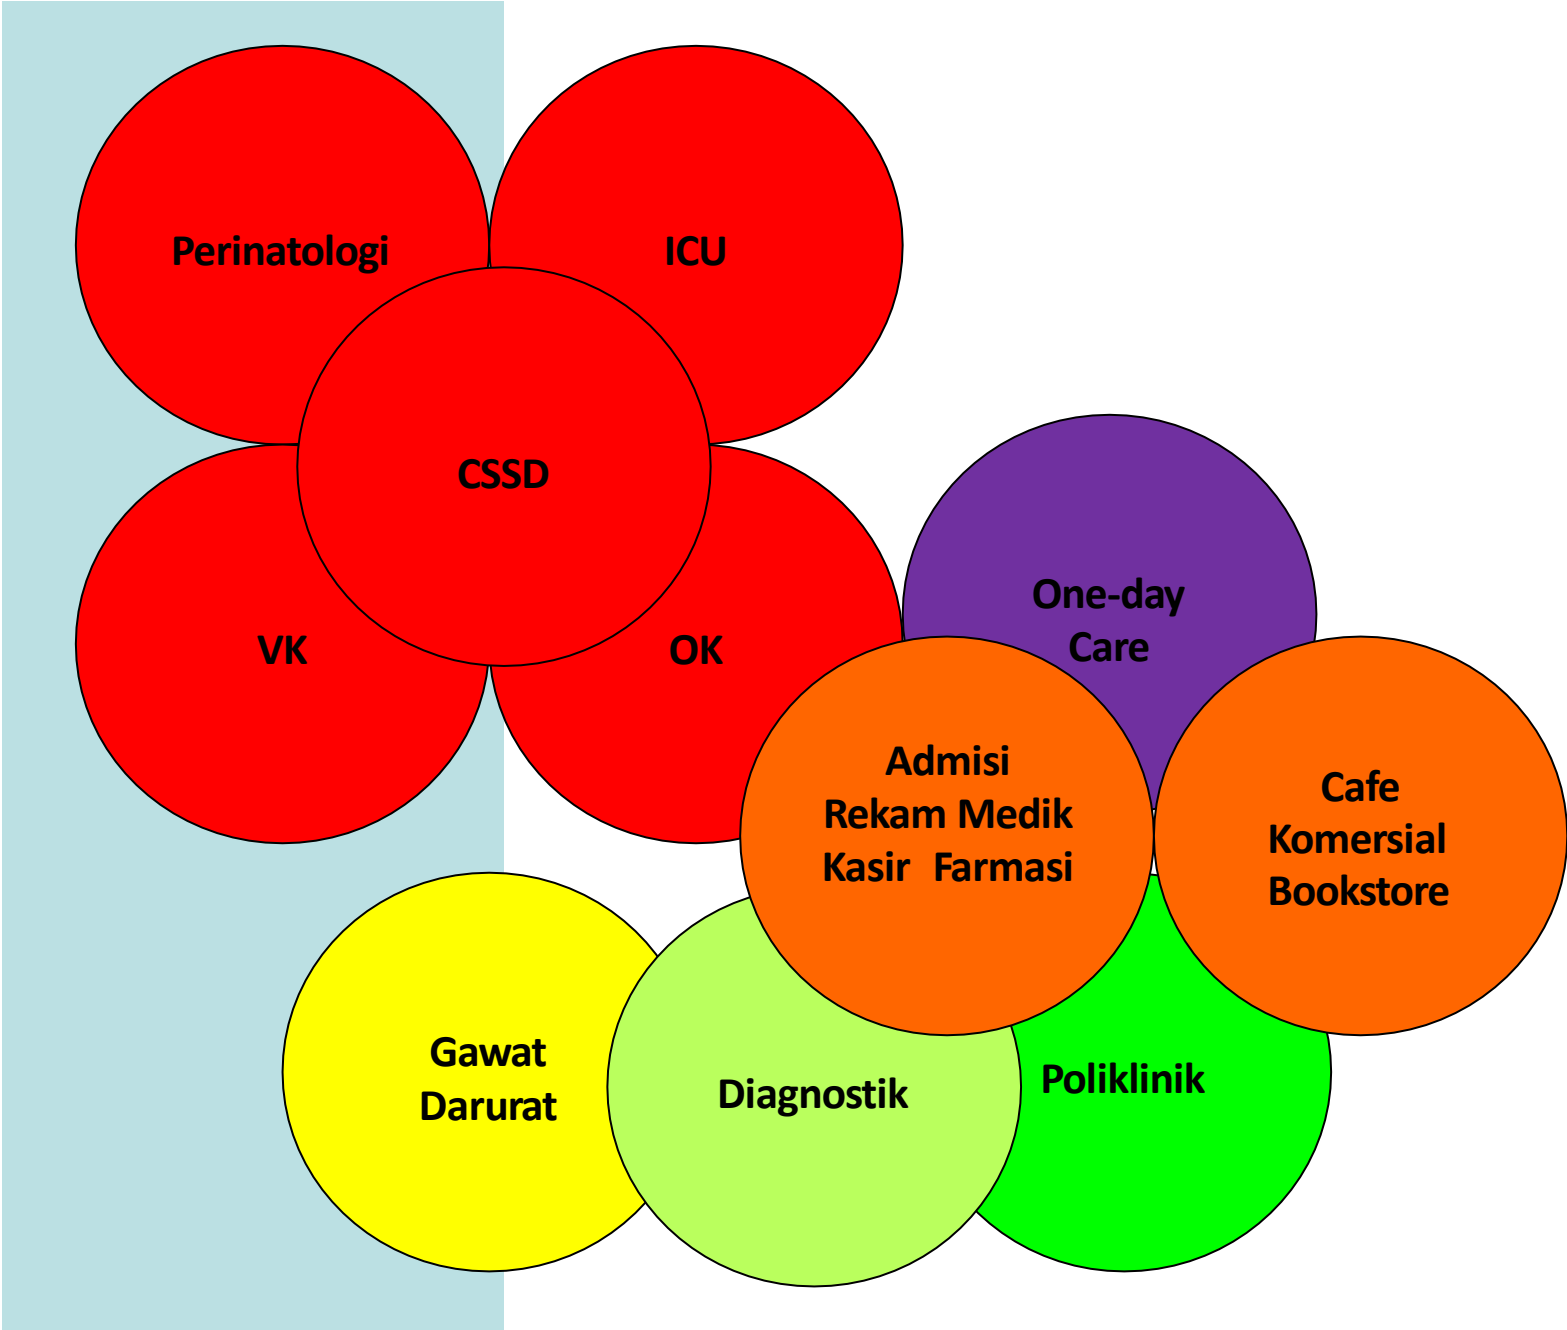 Perinatologi
ICU
CSSD
VK
OK
One-day
Care
Admisi
Rekam Medik
Kasir  Farmasi
Cafe
Komersial
Bookstore
Gawat
Darurat
Diagnostik
Poliklinik